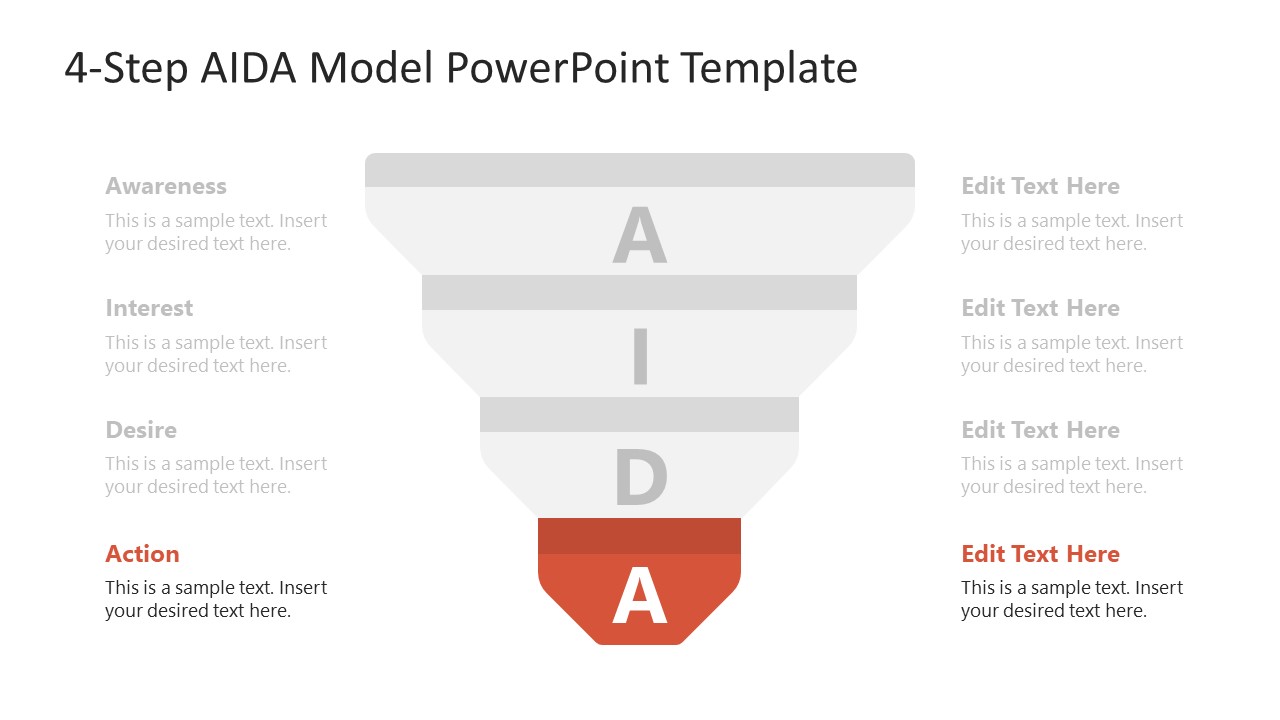 4-Step AIDA Model PowerPoint Template
Awareness
This is a sample text. Insert
your desired text here.
Interest
This is a sample text. Insert
your desired text here.
Desire
This is a sample text. Insert
your desired text here.
Action
This is a sample text. Insert
your desired text here.
A
I
D
A
Edit Text Here
This is a sample text. Insert
your desired text here.
Edit Text Here
This is a sample text. Insert
your desired text here.
Edit Text Here
This is a sample text. Insert
your desired text here.
Edit Text Here
This is a sample text. Insert
your desired text here.